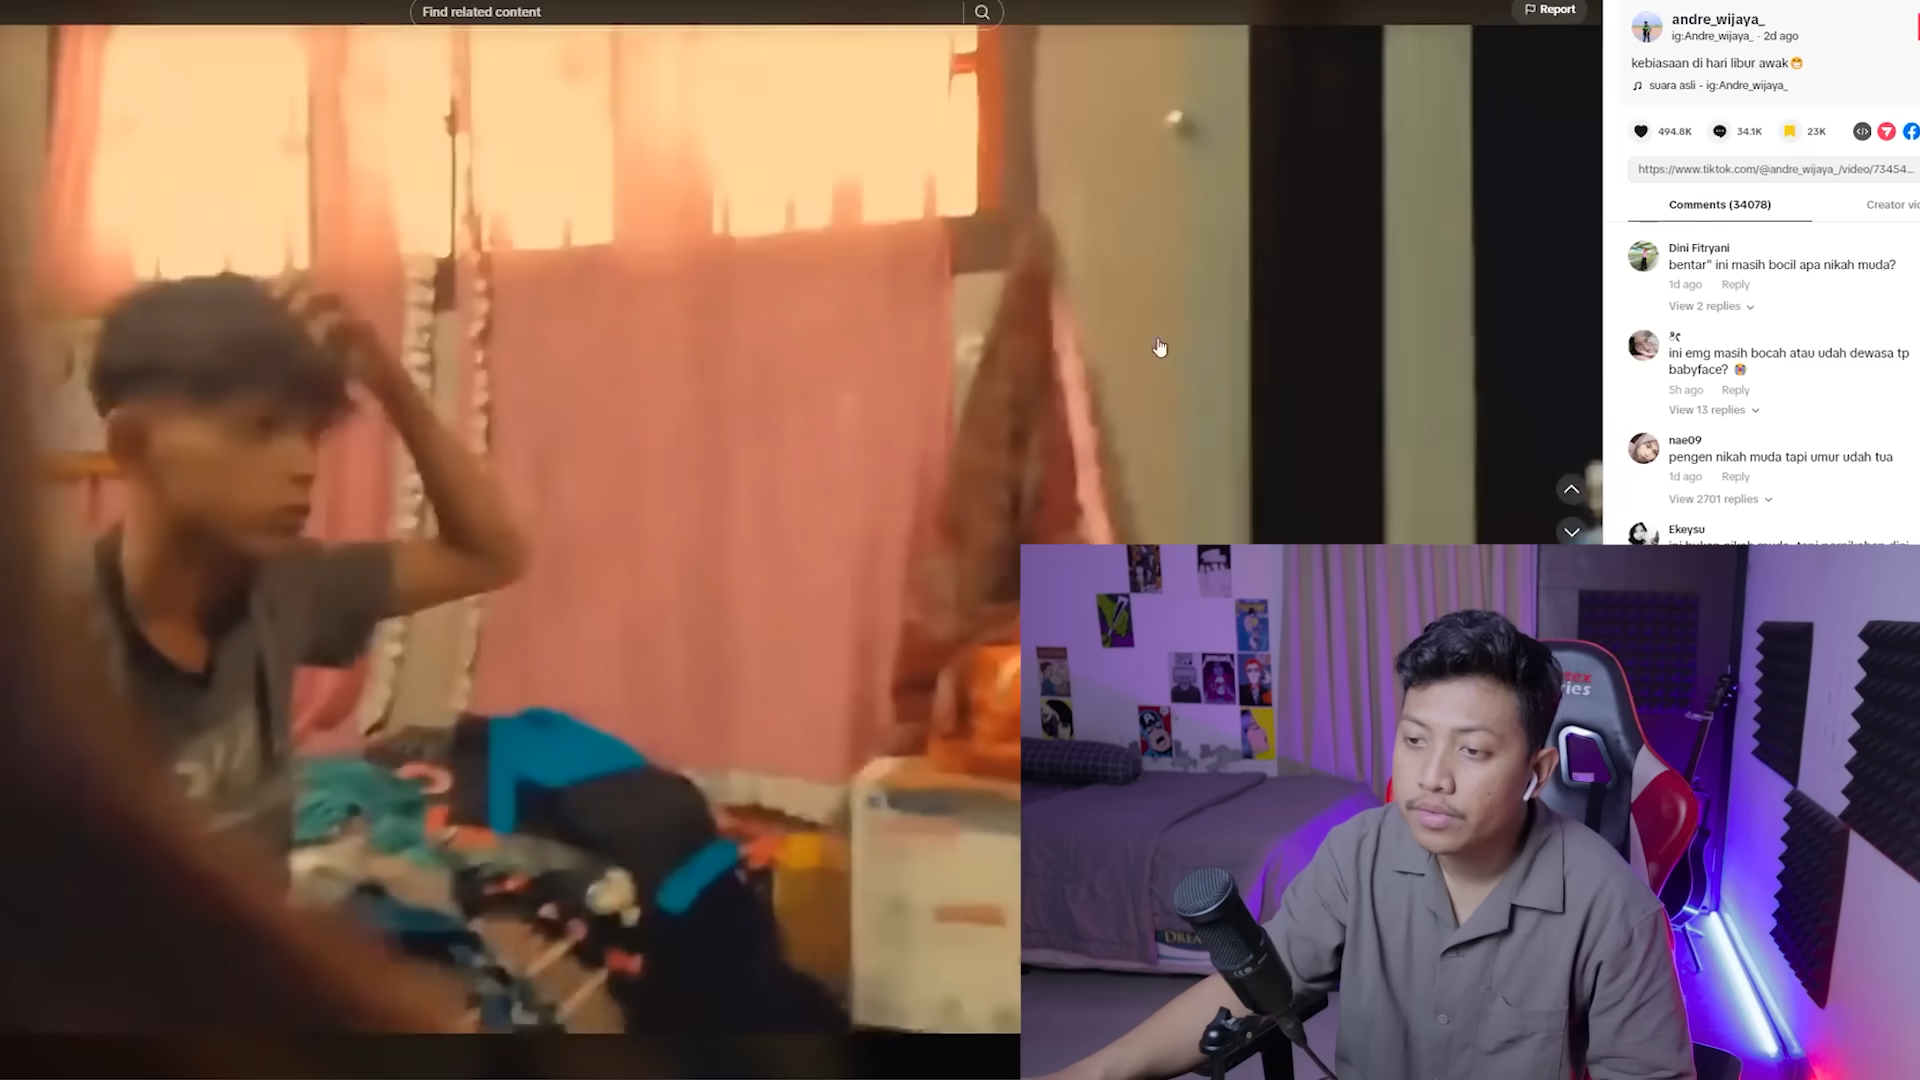 Find related content
Report
andre_wijaya_
ig:Andre_wijaya_ · 2d ago
kebiasaan di hari libur awak😁
suara asli - ig:Andre_wijaya_
494.8K
34.1K
23K
https://www.tiktok.com/@andre_wijaya_/video/73454...
Comments (34078)
Creator
Dini Fitryani
bentar" ini masih bocil apa nikah muda?
1d ago Reply
View 2 replies
ini emg masih bocah atau udah dewasa tp
babyface? 😭
5h ago Reply
View 13 replies
nae09
pengen nikah muda tapi umur udah tua
1d ago Reply
View 2701 replies
Ekeysu